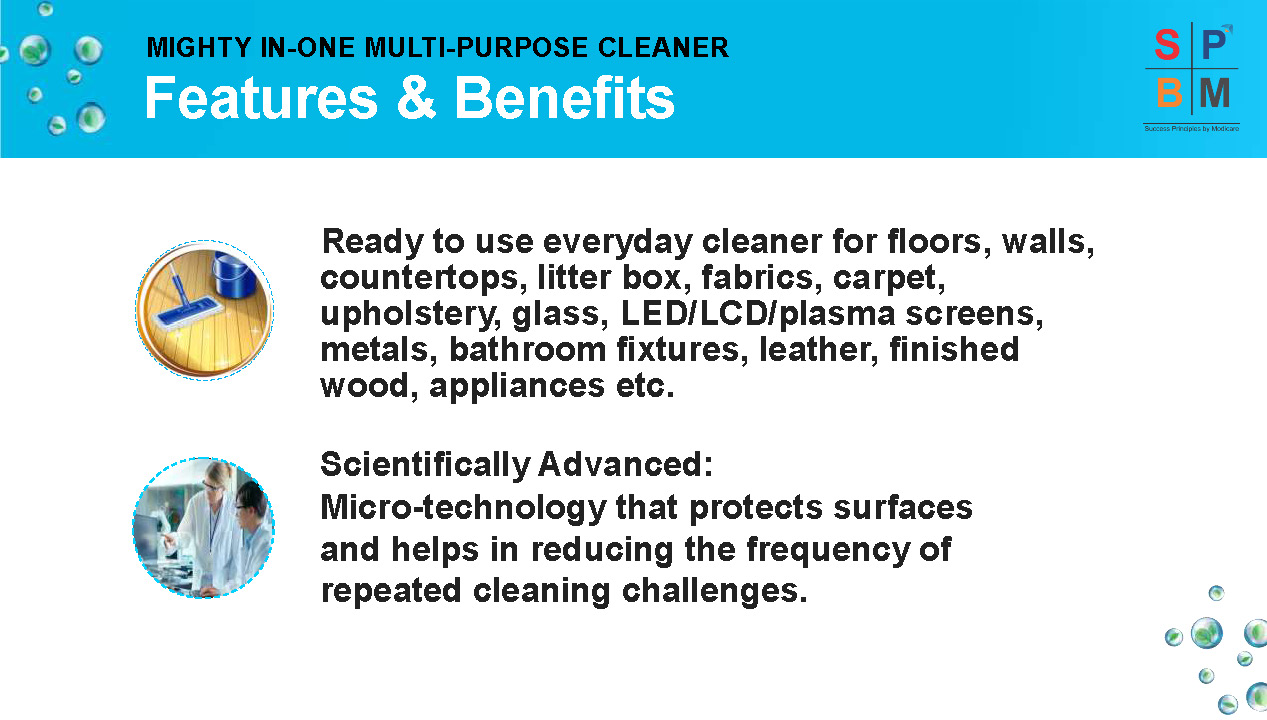 MIGHTY IN-ONE MULTI-PURPOSE CLEANER
Features & Benefits
S P
B M
Success Principles by Modicare
Ready to use everyday cleaner for floors, walls,
countertops, litter box, fabrics, carpet,
upholstery, glass, LED/LCD/plasma screens,
metals, bathroom fixtures, leather, finished
wood, appliances etc.
Scientifically Advanced:
Micro-technology that protects surfaces
and helps in reducing the frequency of
repeated cleaning challenges.